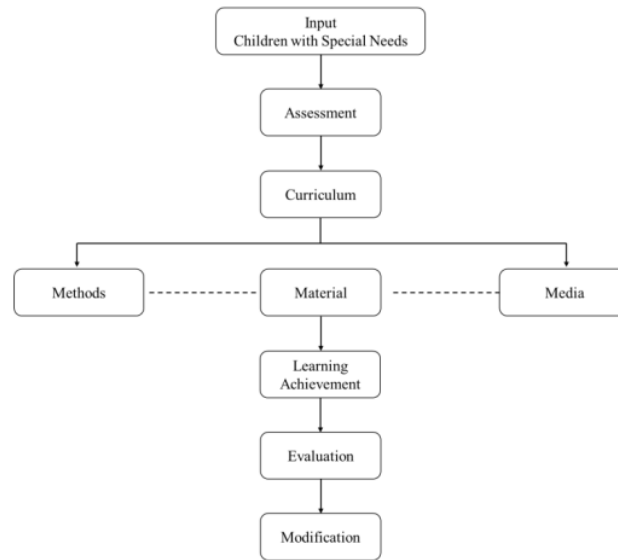 Input
Children with Special Needs
Assessment
Curriculum
Methods
Material
Media
Learning
Achievement
Evaluation
Modification